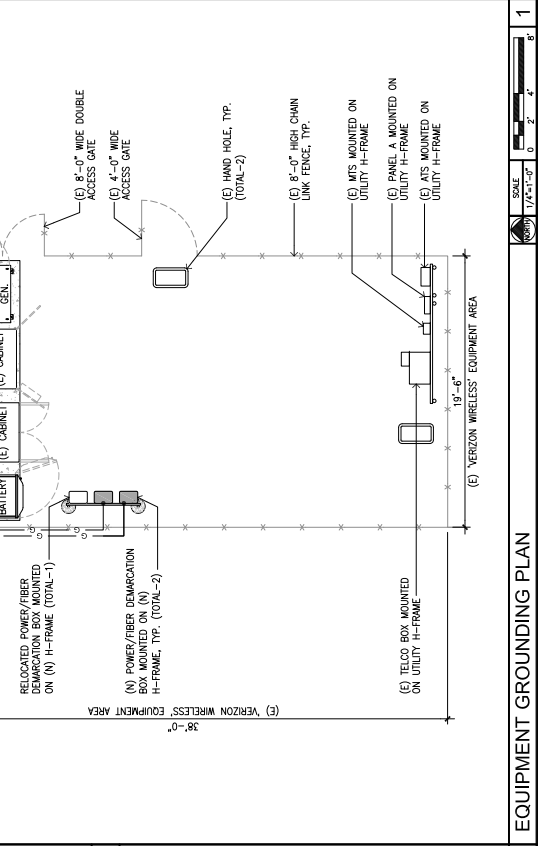 (E) 8'-0" WIDE DOUBLE
ACCESS GATE
(E) 4'-0" WIDE
ACCESS GATE
(E) HAND HOLE, TYP.
(TOTAL-2)
(E) 8'-0" HIGH CHAIN
LINK FENCE, TYP.
(E) MTS MOUNTED ON
UTILITY H-FRAME
(E) PANEL A MOUNTED ON
UTILITY H-FRAME
(E) ATS MOUNTED ON
UTILITY H-FRAME
GEN.
(E) CABINET
(E) CABINET
BATTERY
G
G
G
G
19'-6"
(E) 'VERIZON WIRELESS' EQUIPMENT AREA
RELOCATED POWER/FIBER
DEMARCATION BOX MOUNTED
ON (N) H-FRAME (TOTAL-1)
(N) POWER/FIBER DEMARCATION
BOX MOUNTED ON (N)
H-FRAME, TYP. (TOTAL-2)
(E) TELCO BOX MOUNTED
ON UTILITY H-FRAME
38'-0"
(E) 'VERIZON WIRELESS' EQUIPMENT AREA
EQUIPMENT GROUNDING PLAN
NORTH
SCALE
1/4"=1'-0"
0 2' 4' 8'
1